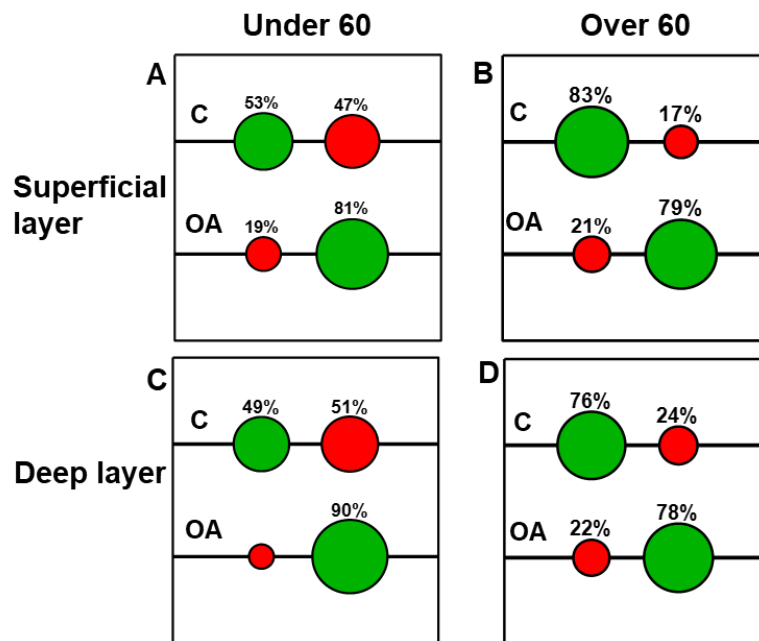 Under 60 Over 60
A B
C 53% 47%
C 83% 17%
Superficial
layer
OA 19% 81%
OA 21% 79%
C D
C 49% 51%
C 76% 24%
Deep layer
OA 90%
OA 22% 78%